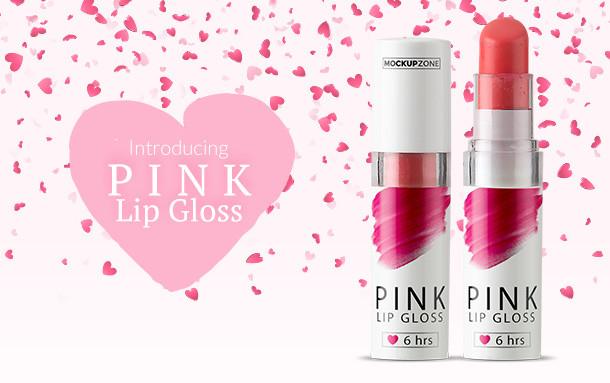 Introducing
PINK
Lip Gloss
MOCKUPZONE
PINK
LIP GLOSS
6 hrs
PINK
LIP GLOSS
6 hrs